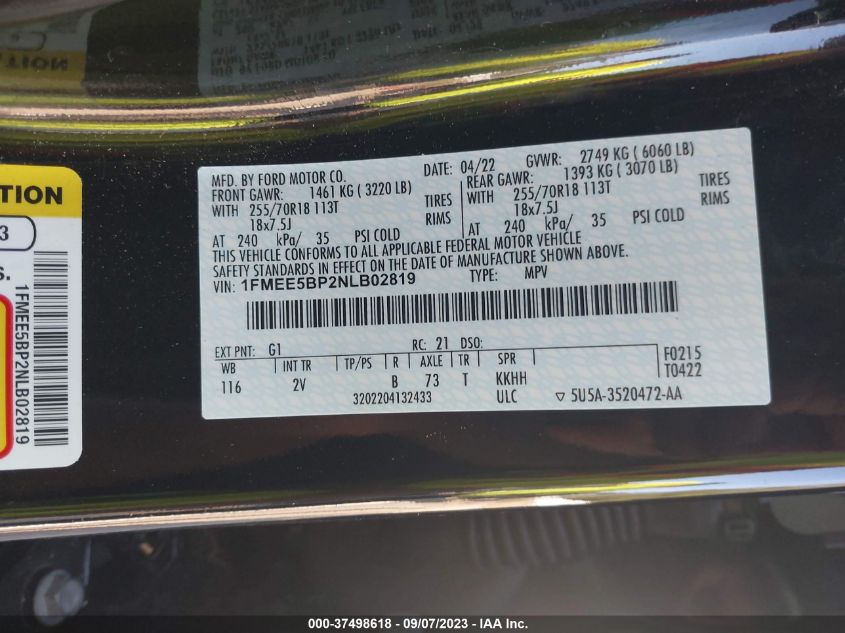 MFD. BY FORD MOTOR CO. DATE: 04/22 GVWR: 2749 KG ( 6060 LB)
FRONT GAWR: 1461 KG ( 3220 LB) REAR GAWR: 1393 KG ( 3070 LB)
WITH 255/70R18 113T TIRES WITH 255/70R18 113T TIRES
18x7.5J RIMS 18x7.5J RIMS
AT 240 kPa/ 35 PSI COLD AT 240 kPa/ 35 PSI COLD
THIS VEHICLE CONFORMS TO ALL APPLICABLE FEDERAL MOTOR VEHICLE
SAFETY STANDARDS IN EFFECT ON THE DATE OF MANUFACTURE SHOWN ABOVE.
VIN: 1FMEE5BP2NLB02819 TYPE: MPV
EXT PNT: G1 RC: 21 DSO:
WB INT TR TP/PS R AXLE TR SPR
116 2V B 73 T KKHH
3202204132433 ULC
F0215
T0422
▽ 5U5A-3520472-AA
TION
3
s.
1FMEE5BP2NLB02819
000-37498618 - 09/07/2023 - IAA Inc.